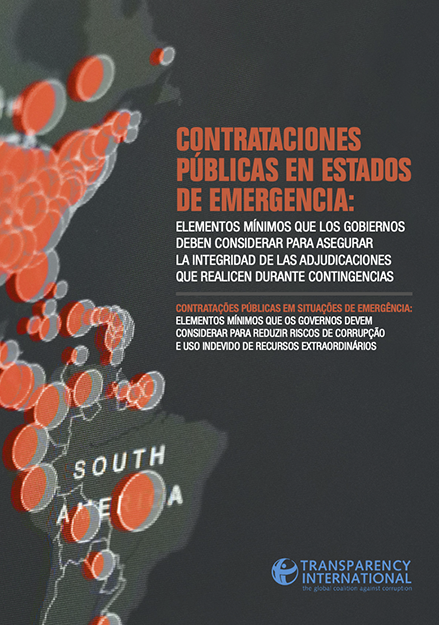 CONTRATACIONES
PÚBLICAS EN ESTADOS
DE EMERGENCIA:
ELEMENTOS MÍNIMOS QUE LOS GOBIERNOS
DEBEN CONSIDERAR PARA ASEGURAR
LA INTEGRIDAD DE LAS ADJUDICACIONES
QUE REALICEN DURANTE CONTINGENCIAS
CONTRATAÇÕES PÚBLICAS EM SITUAÇÕES DE EMERGÊNCIA:
ELEMENTOS MÍNIMOS QUE OS GOVERNOS DEVEM
CONSIDERAR PARA REDUZIR RISCOS DE CORRUPÇÃO
E USO INDEVIDO DE RECURSOS EXTRAORDINÁRIOS
SOUTH
AMERICA
TRANSPARENCY
INTERNATIONAL
the global coalition against corruption